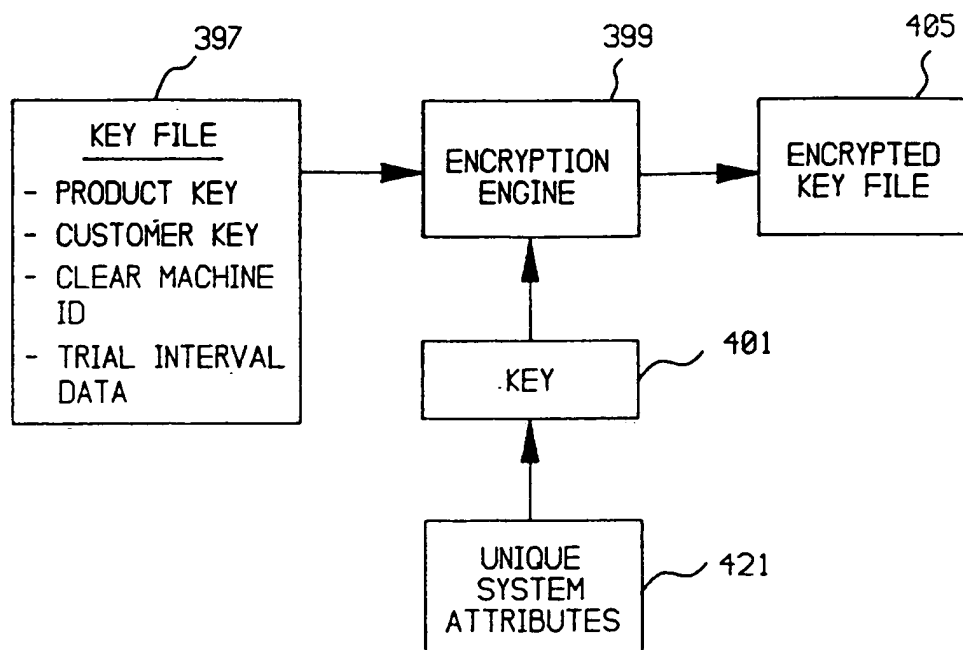 397
399
405
KEY FILE
- PRODUCT KEY
- CUSTOMER KEY
- CLEAR MACHINE
ID
- TRIAL INTERVAL
DATA
ENCRYPTION
ENGINE
ENCRYPTED
KEY FILE
KEY
401
UNIQUE
SYSTEM
ATTRIBUTES
421